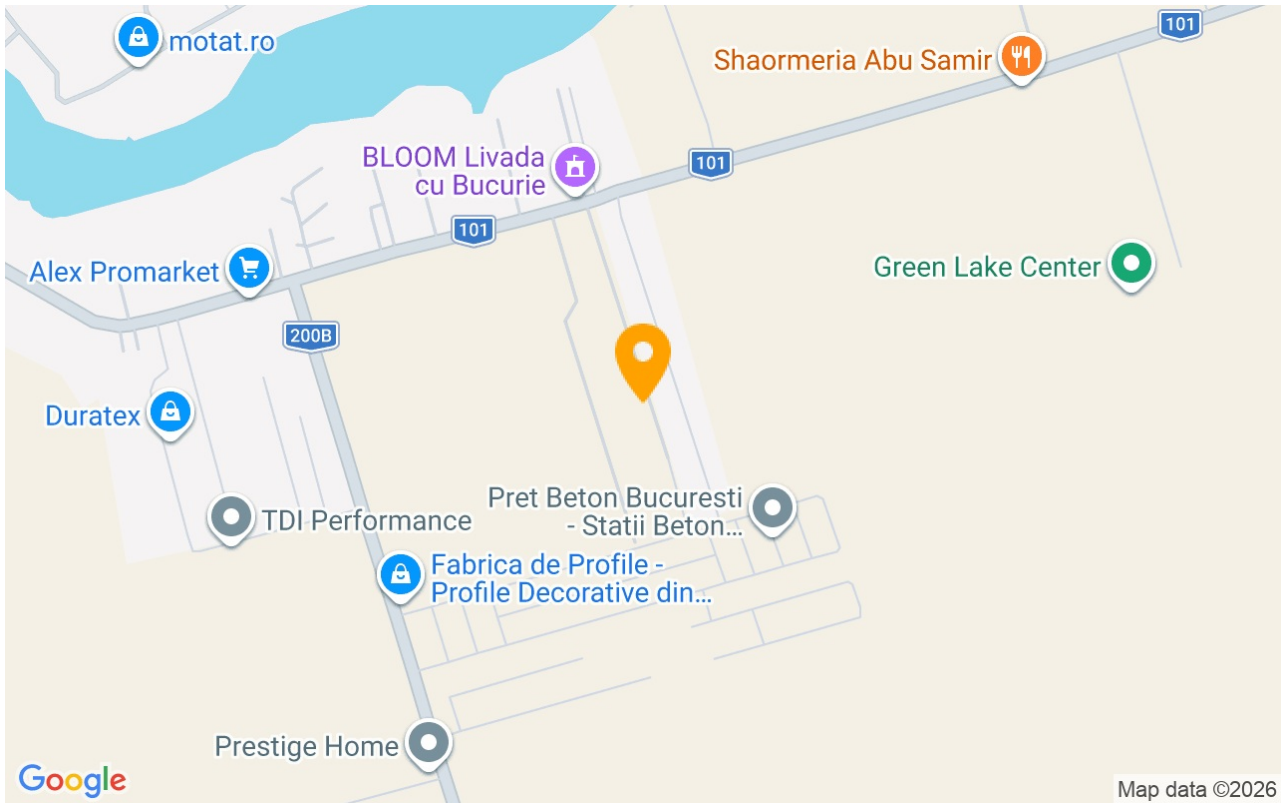 motat.ro
101
Shaormeria Abu Samir
BLOOM Livada
cu Bucurie
101
101
Alex Promarket
Green Lake Center
200B
Duratex
Pret Beton Bucuresti
- Statii Beton...
TDI Performance
Fabrica de Profile -
Profile Decorative din...
Prestige Home
Google
Map data ©2026